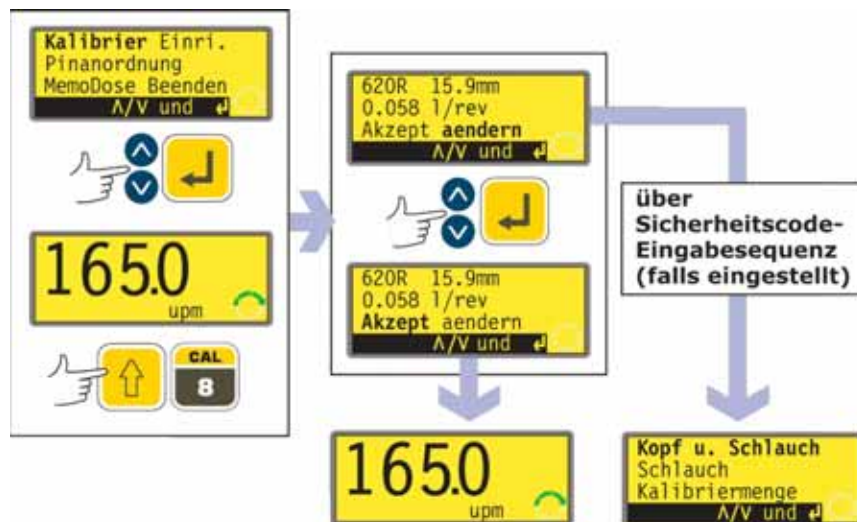 Kalibrier Einri.
Pinanordnung
MemoDose Beenden
Λ/V und ↲
165.0
upm
CAL
8
620R 15.9mm
0.058 l/rev
Akzept aendern
Λ/V und ↲
620R 15.9mm
0.058 l/rev
Akzept aendern
Λ/V und ↲
über
Sicherheitscode-
Eingabesequenz
(falls eingestellt)
165.0
upm
Kopf u. Schlauch
Schlauch
Kalibriermenge
Λ/V und ↲